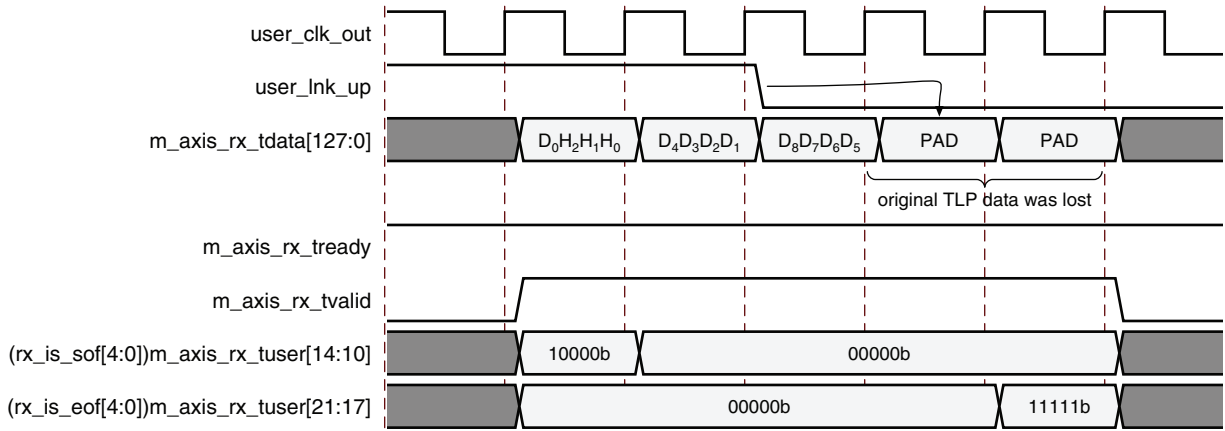 user_clk_out
user_lnk_up
m_axis_rx_tdata[127:0] D₀H₂H₁H₀ D₄D₃D₂D₁ D₈D₇D₆D₅ PAD PAD
original TLP data was lost
m_axis_rx_tready
m_axis_rx_tvalid
(rx_is_sof[4:0])m_axis_rx_tuser[14:10] 10000b 00000b
(rx_is_eof[4:0])m_axis_rx_tuser[21:17] 00000b 11111b